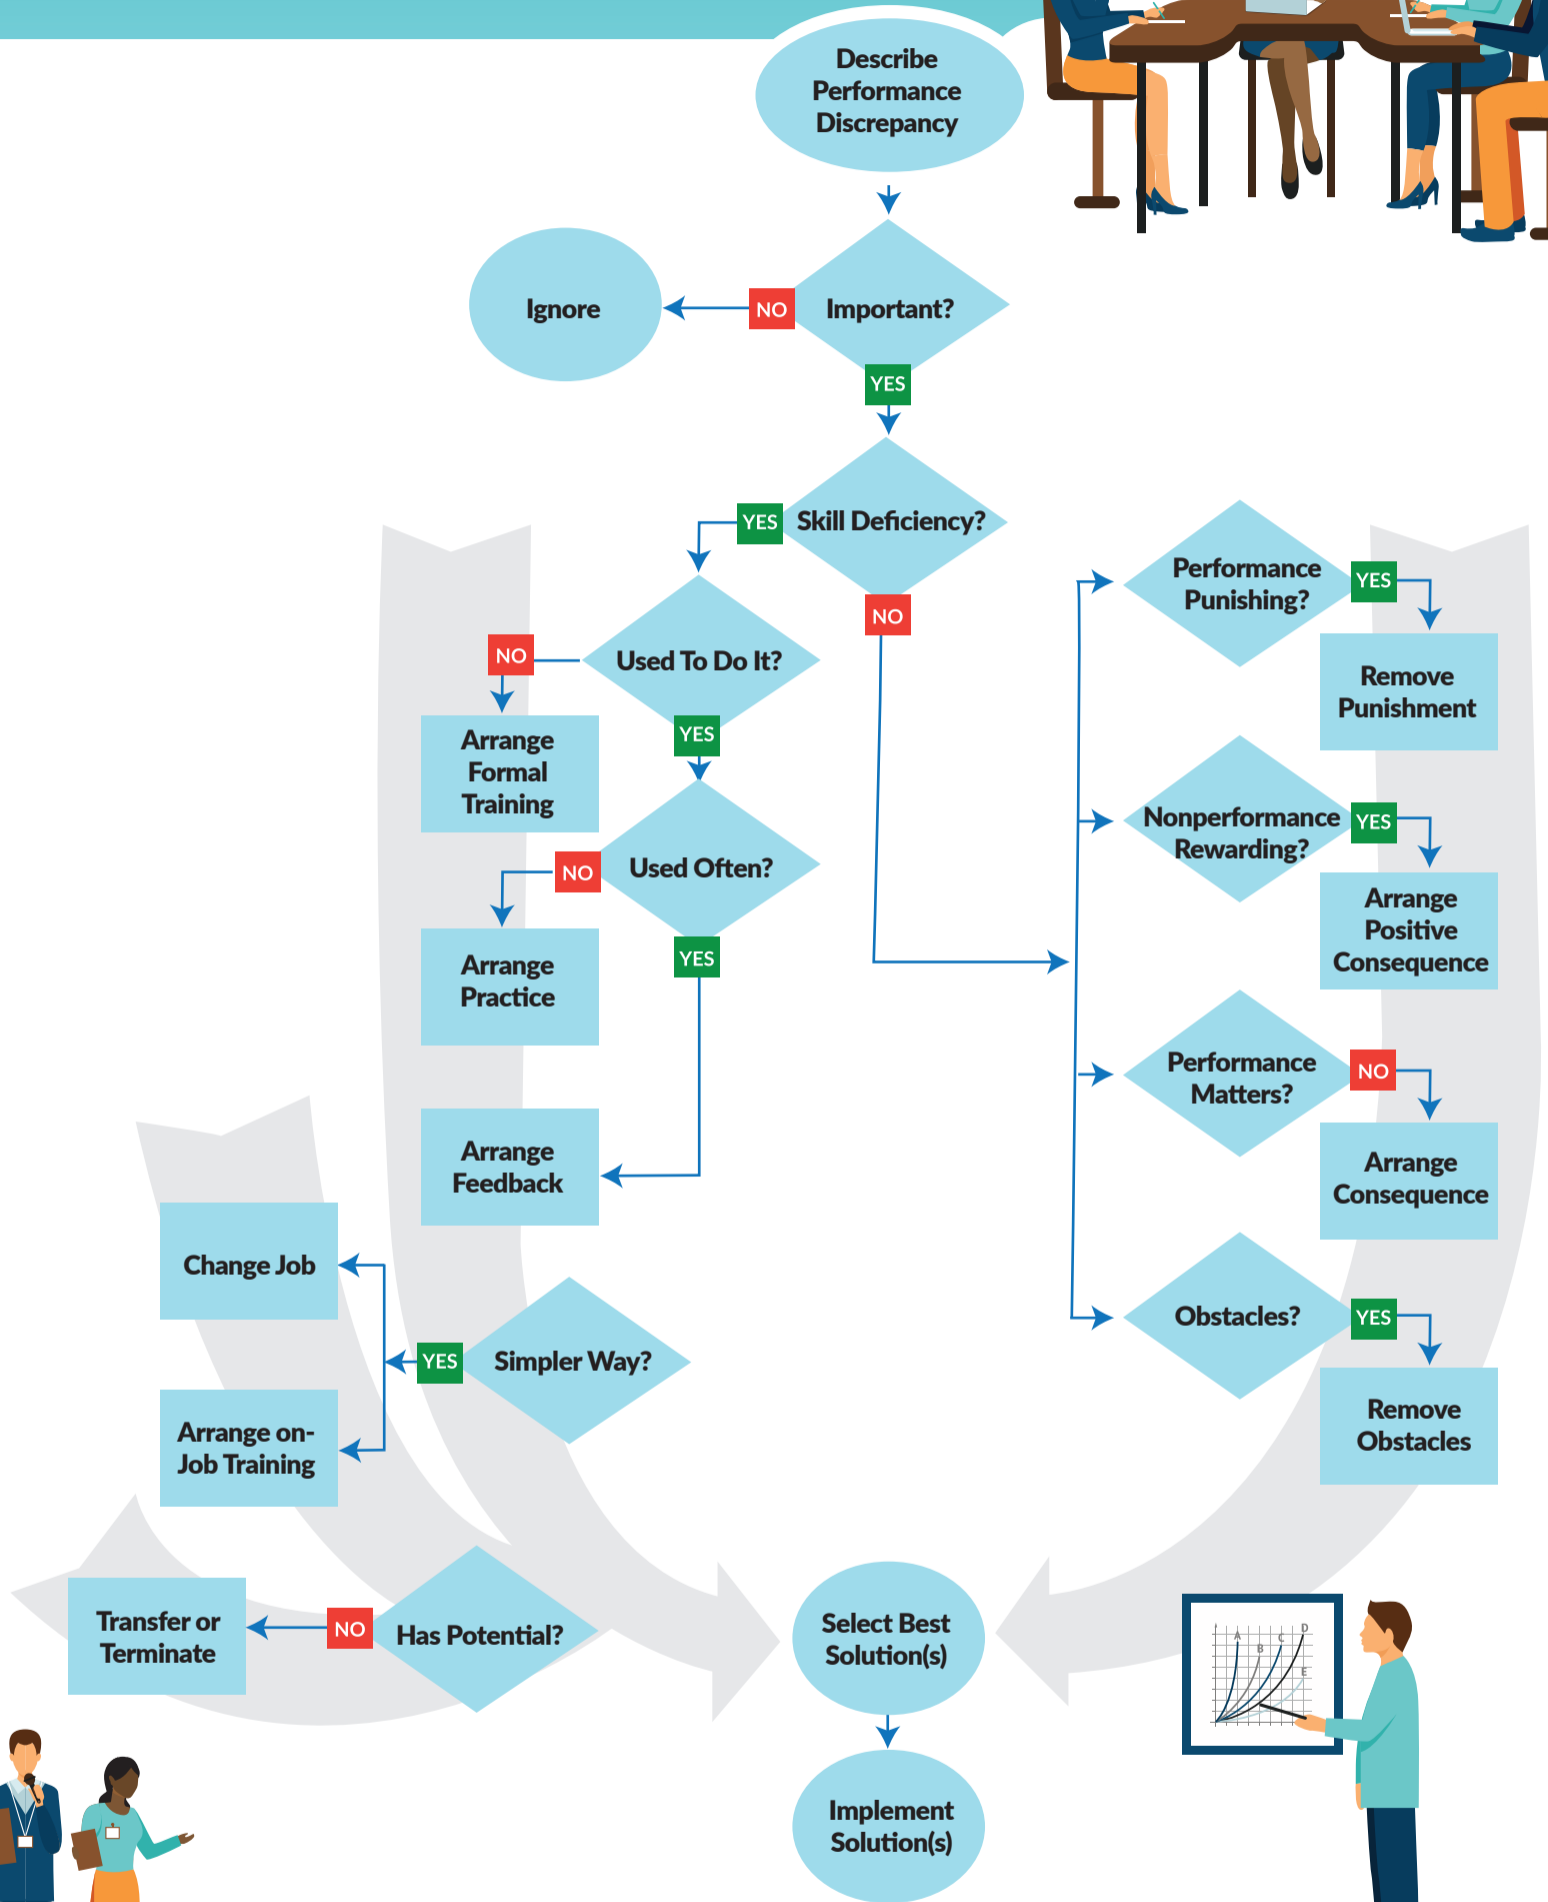 Describe
Performance
Discrepancy
Ignore
NO
Important?
YES
YES
Skill Deficiency?
NO
NO
Used To Do It?
YES
Arrange
Formal
Training
NO
Used Often?
YES
Arrange
Practice
Arrange
Feedback
Change Job
YES
Simpler Way?
Arrange on-
Job Training
Transfer or
Terminate
NO
Has Potential?
Performance
Punishing?
YES
Remove
Punishment
Nonperformance
Rewarding?
YES
Arrange
Positive
Consequence
Performance
Matters?
NO
Arrange
Consequence
Obstacles?
YES
Remove
Obstacles
Select Best
Solution(s)
Implement
Solution(s)
A
B
C
D
E